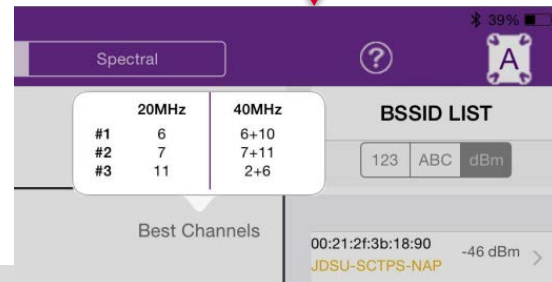 39%
Spectral
?
A
20MHz 40MHz
#1 6 6+10
#2 7 7+11
#3 11 2+6
BSSID LIST
123 ABC dBm
Best Channels
00:21:2f:3b:18:90 -46 dBm >
JDSU-SCTPS-NAP